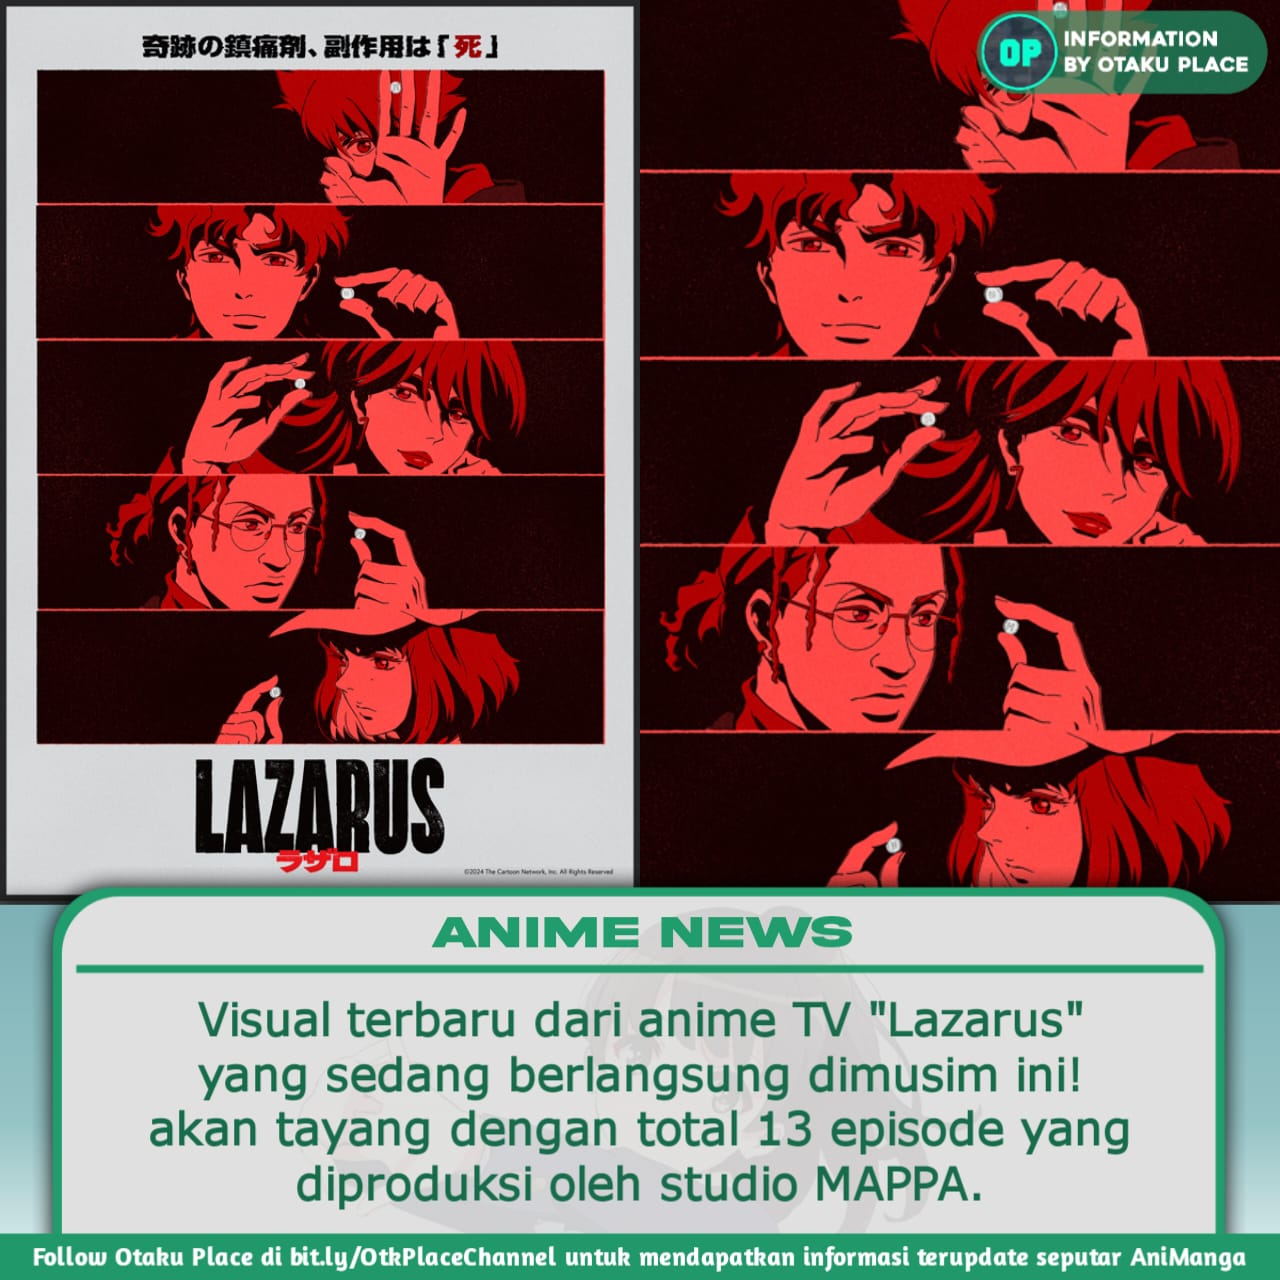 奇跡の鎮痛剤、副作用は「死」
OP
INFORMATION
BY OTAKU PLACE
LAZARUS
ラザロ
©2024 The Cartoon Network, Inc. All Rights Reserved
ANIME NEWS
Visual terbaru dari anime TV "Lazarus"
yang sedang berlangsung dimusim ini!
akan tayang dengan total 13 episode yang
diproduksi oleh studio MAPPA.
Follow Otaku Place di bit.ly/OtkPlaceChannel untuk mendapatkan informasi terupdate seputar AniManga